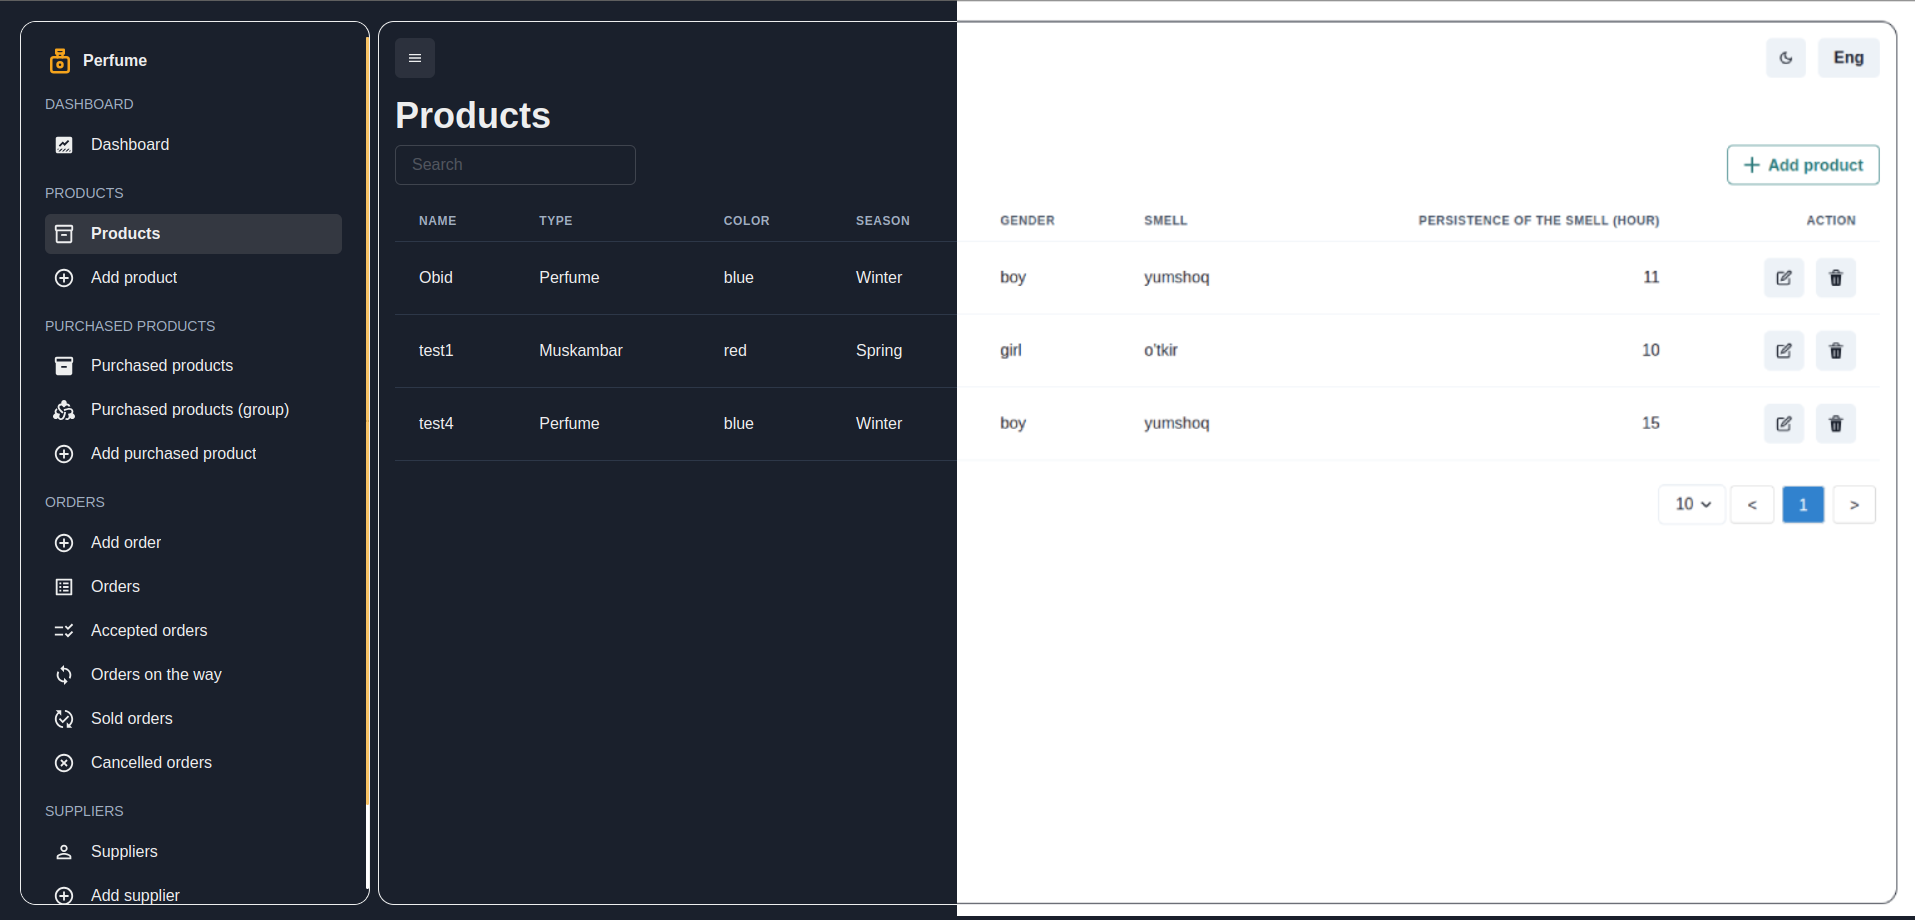 Perfume
DASHBOARD
Dashboard
PRODUCTS
Products
Add product
PURCHASED PRODUCTS
Purchased products
Purchased products (group)
Add purchased product
ORDERS
Add order
Orders
Accepted orders
Orders on the way
Sold orders
Cancelled orders
SUPPLIERS
Suppliers
Add supplier
Eng
Products
Search
Add product
NAME TYPE COLOR SEASON GENDER SMELL PERSISTENCE OF THE SMELL (HOUR) ACTION
Obid Perfume blue Winter boy yumshoq 11
test1 Muskambar red Spring girl o'tkir 10
test4 Perfume blue Winter boy yumshoq 15
10 < 1 >